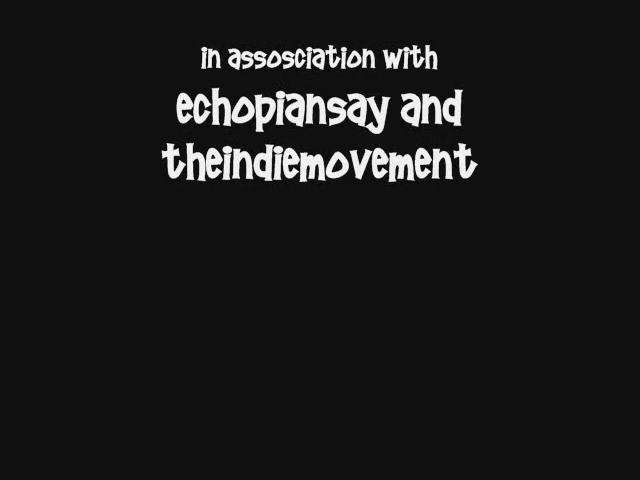 in assosciation with
echopiansay and
theindiemovement